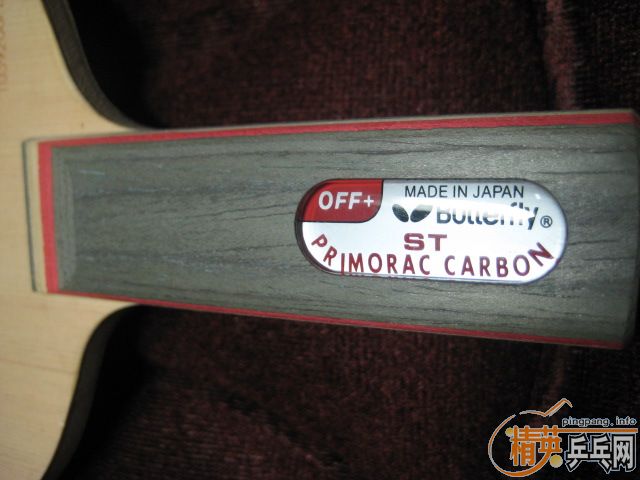 OFF+
MADE IN JAPAN
Butterfly®
ST
PRIMORAC CARBON
pingpang.info
精英乒乓网